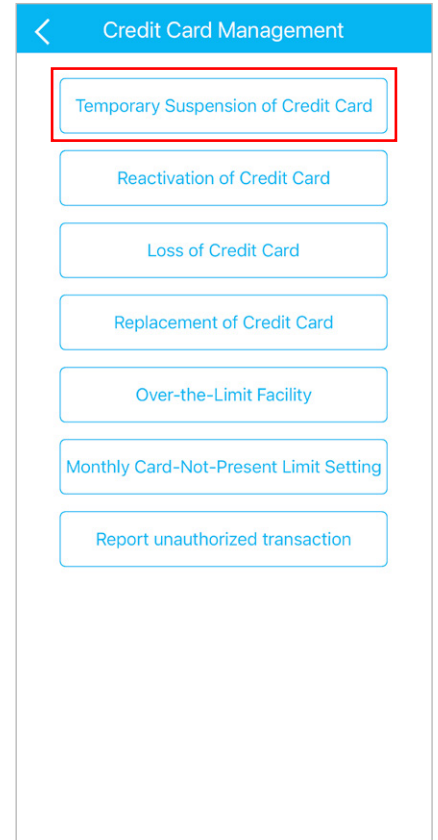 Credit Card Management
Temporary Suspension of Credit Card
Reactivation of Credit Card
Loss of Credit Card
Replacement of Credit Card
Over-the-Limit Facility
Monthly Card-Not-Present Limit Setting
Report unauthorized transaction